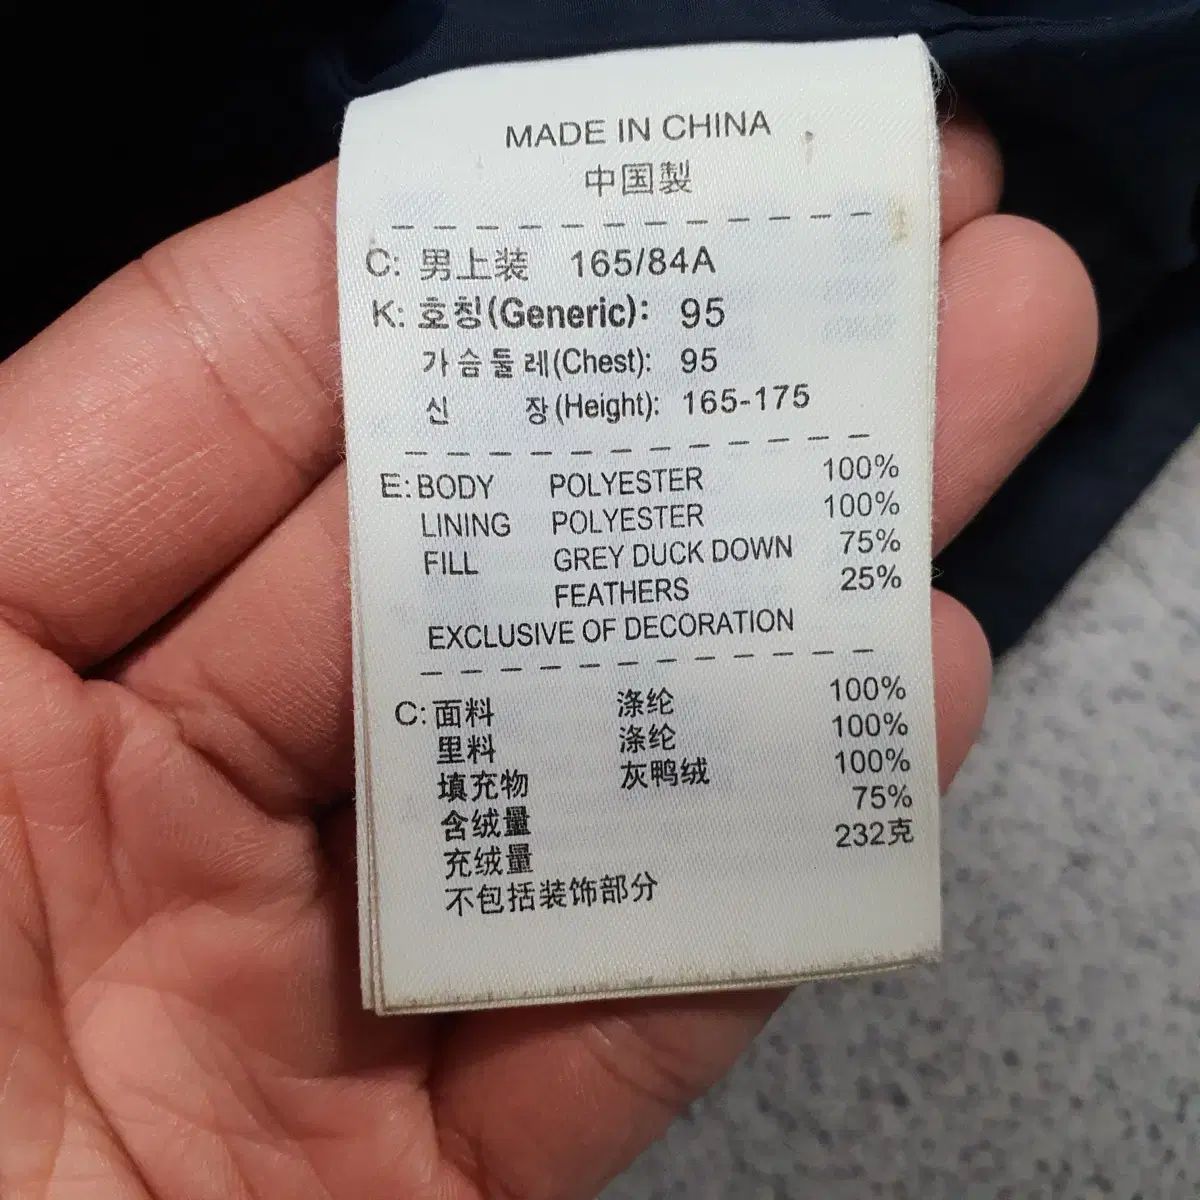 MADE IN CHINA
中国製
C: 男上装 165/84A
K: 호칭(Generic): 95
가슴둘레(Chest): 95
신 장(Height): 165-175
E: BODY POLYESTER 100%
LINING POLYESTER 100%
FILL GREY DUCK DOWN 75%
FEATHERS 25%
EXCLUSIVE OF DECORATION
C: 面料 涤纶 100%
里料 涤纶 100%
填充物 灰鸭绒 100%
含绒量 75%
充绒量 232克
不包括装饰部分